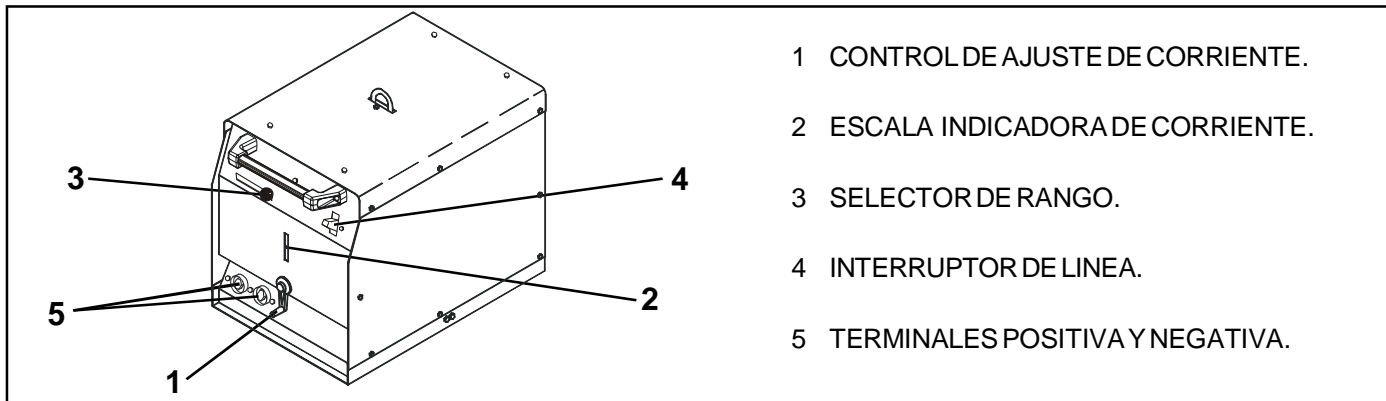 1 CONTROL DE AJUSTE DE CORRIENTE.
2 ESCALA INDICADORA DE CORRIENTE.
3 SELECTOR DE RANGO.
4 INTERRUPTOR DE LINEA.
5 TERMINALES POSITIVA Y NEGATIVA.
3
4
2
5
1